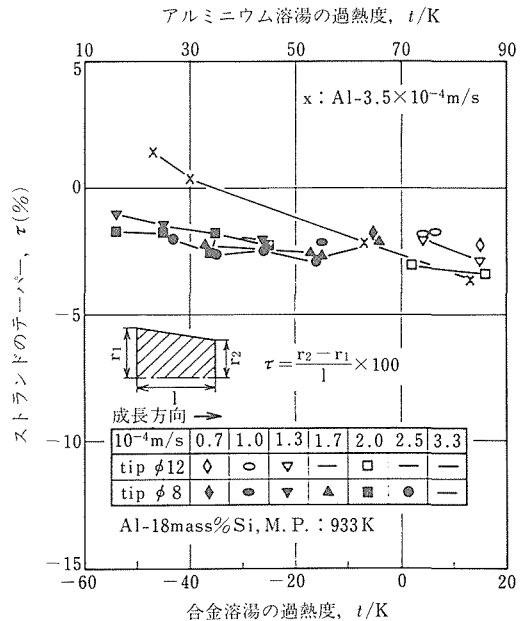 アルミニウム溶湯の過熱度, t/K
10 30 50 70 90
5
0
−5
−10
−15
ストランドのテーパー, τ(%)
x : Al-3.5×10⁻⁴m/s
r₁
r₂
l
τ = (r₂ − r₁)/l × 100
成長方向 →
10⁻⁴m/s 0.7 1.0 1.3 1.7 2.0 2.5 3.3
tip φ12 ◇ ⬭ ▽ — □ — —
tip φ8 ◆ ⬬ ▼ ▲ ■ ● —
Al-18mass%Si, M. P. : 933K
−60 −40 −20 0 20
合金溶湯の過熱度, t/K